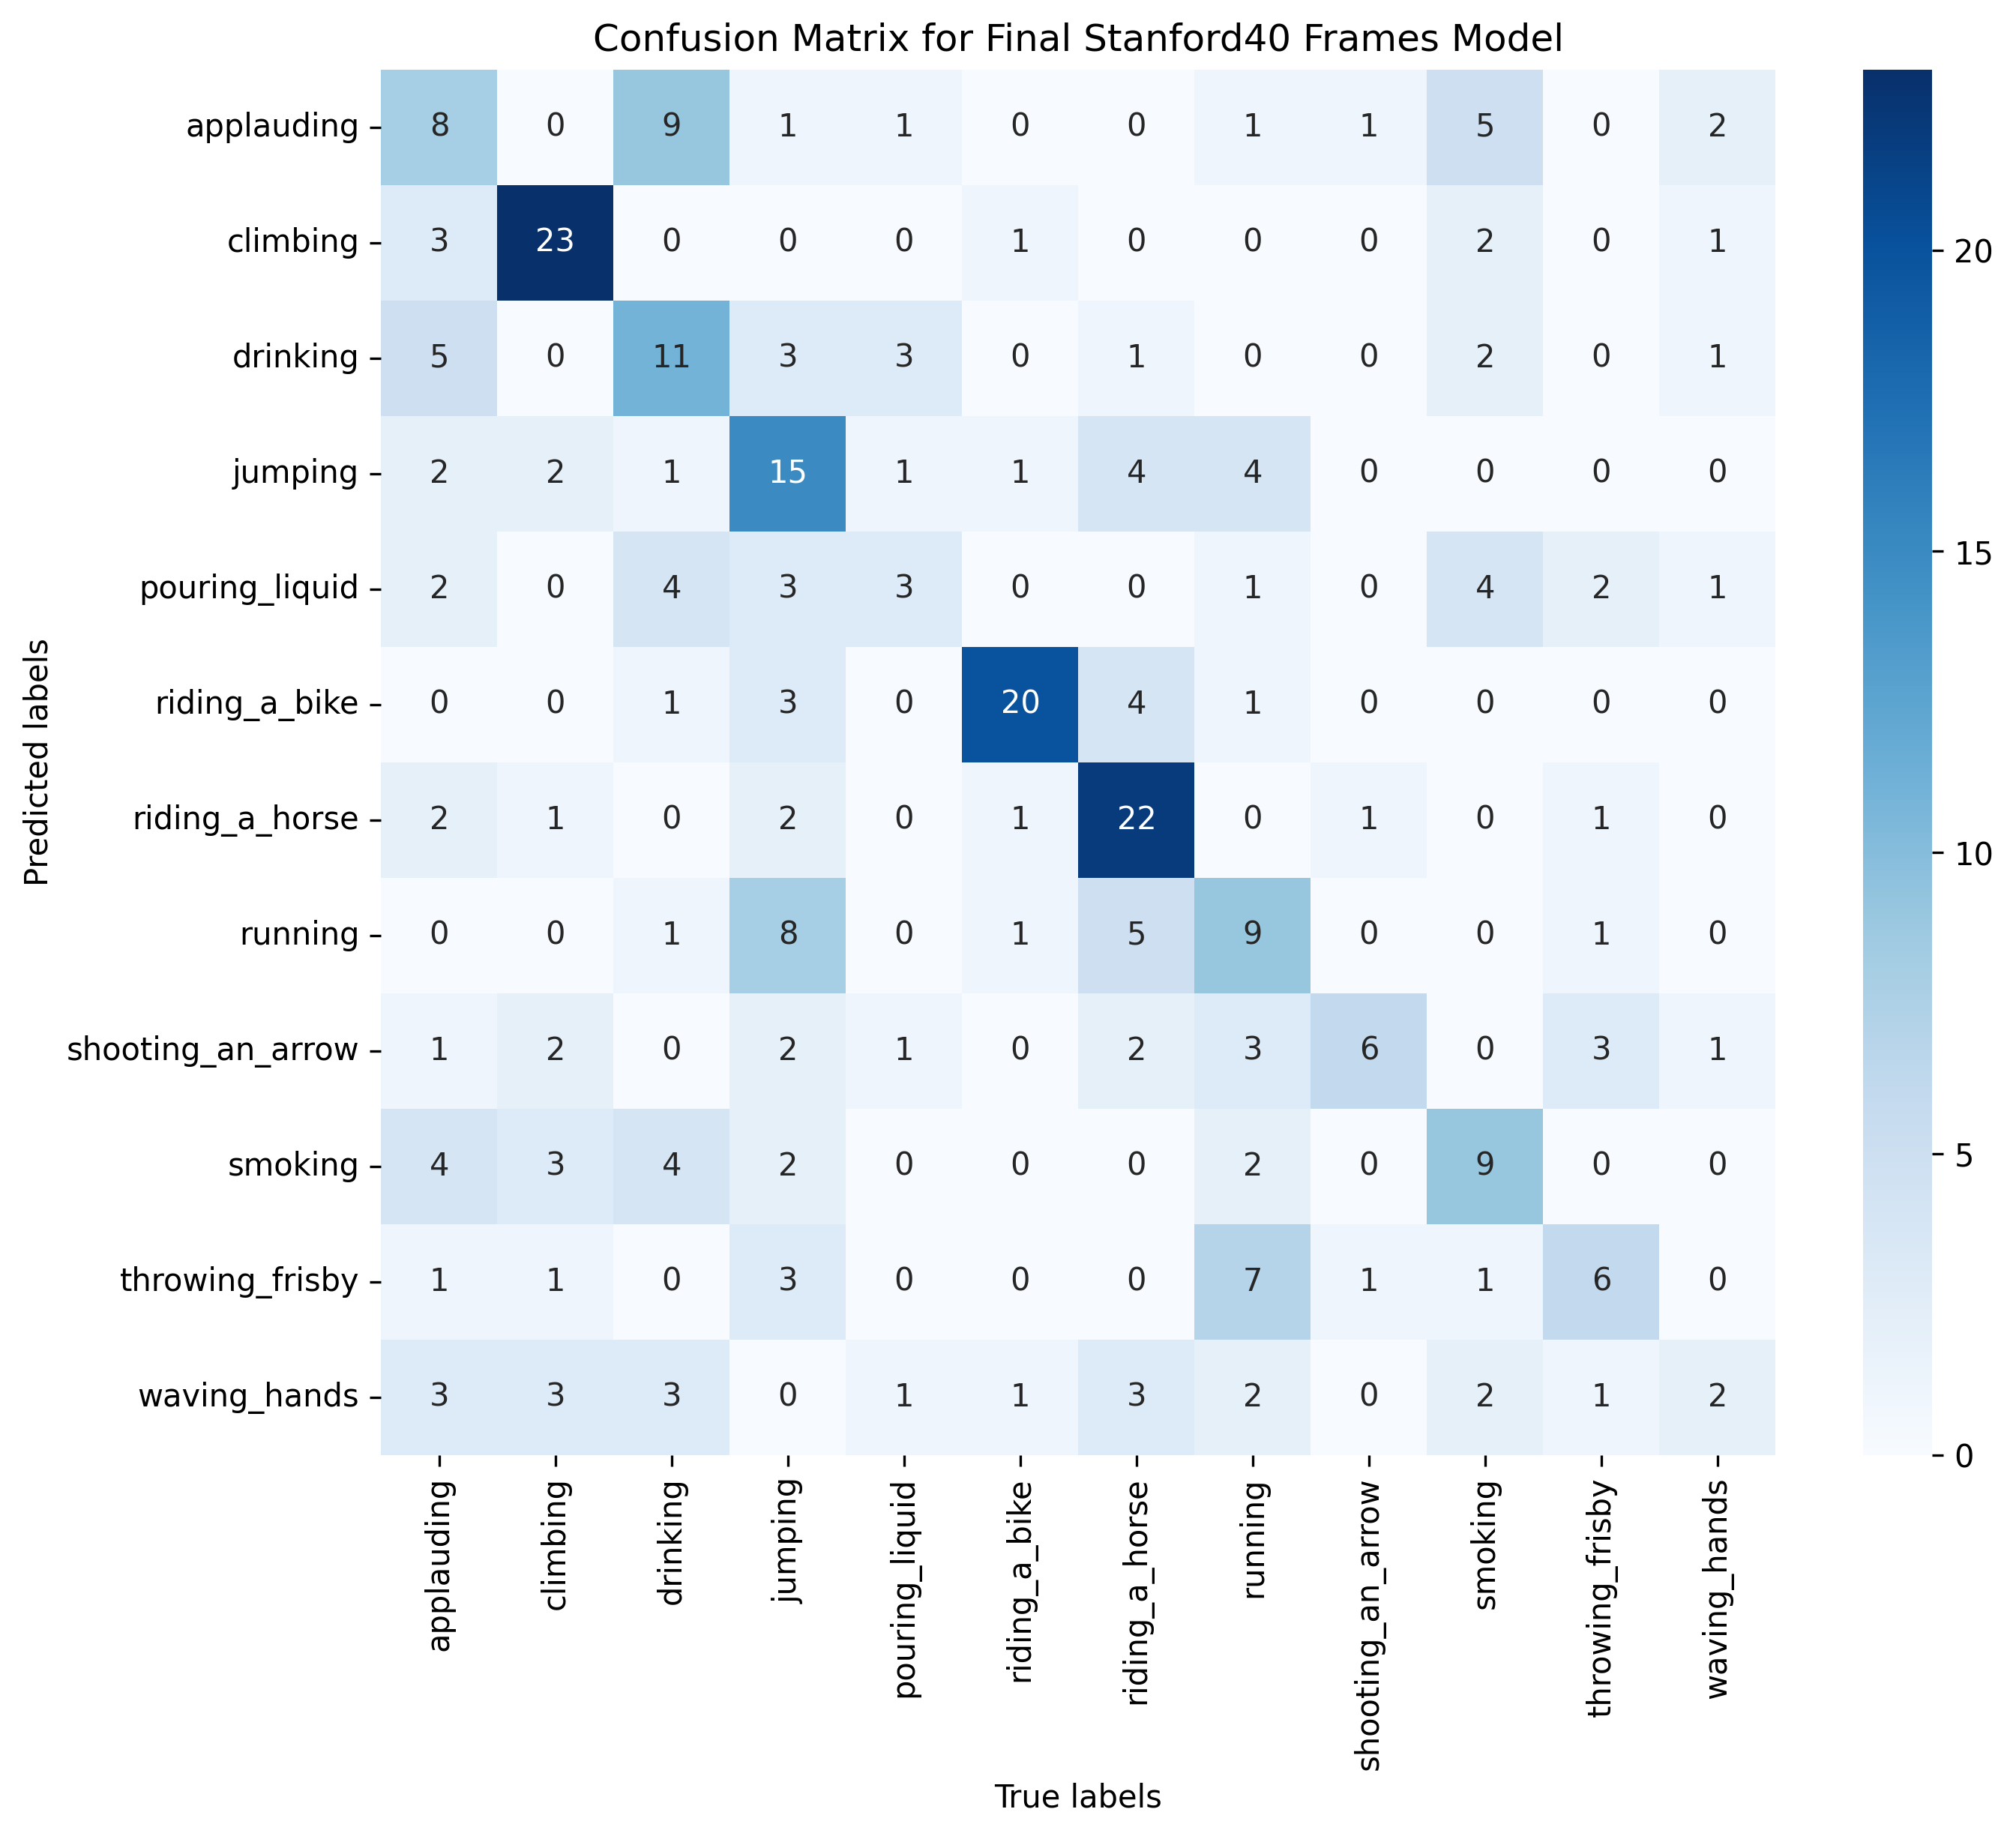 Confusion Matrix for Final Stanford40 Frames Model
Predicted labels
applauding 8 0 9 1 1 0 0 1 1 5 0 2
climbing 3 23 0 0 0 1 0 0 0 2 0 1
drinking 5 0 11 3 3 0 1 0 0 2 0 1
jumping 2 2 1 15 1 1 4 4 0 0 0 0
pouring_liquid 2 0 4 3 3 0 0 1 0 4 2 1
riding_a_bike 0 0 1 3 0 20 4 1 0 0 0 0
riding_a_horse 2 1 0 2 0 1 22 0 1 0 1 0
running 0 0 1 8 0 1 5 9 0 0 1 0
shooting_an_arrow 1 2 0 2 1 0 2 3 6 0 3 1
smoking 4 3 4 2 0 0 0 2 0 9 0 0
throwing_frisby 1 1 0 3 0 0 0 7 1 1 6 0
waving_hands 3 3 3 0 1 1 3 2 0 2 1 2
applauding climbing drinking jumping pouring_liquid riding_a_bike riding_a_horse running shooting_an_arrow smoking throwing_frisby waving_hands
True labels
20
15
10
5
0